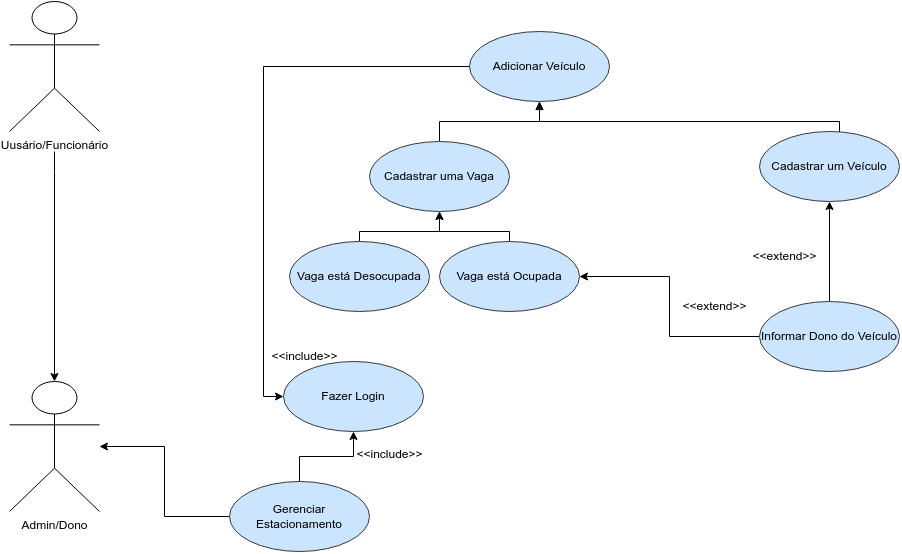 Adicionar Veículo
Uusário/Funcionário
Cadastrar uma Vaga
Cadastrar um Veículo
<<extend>>
Vaga está Desocupada
Vaga está Ocupada
<<extend>>
Informar Dono do Veículo
<<include>>
Fazer Login
<<include>>
Gerenciar
Estacionamento
Admin/Dono